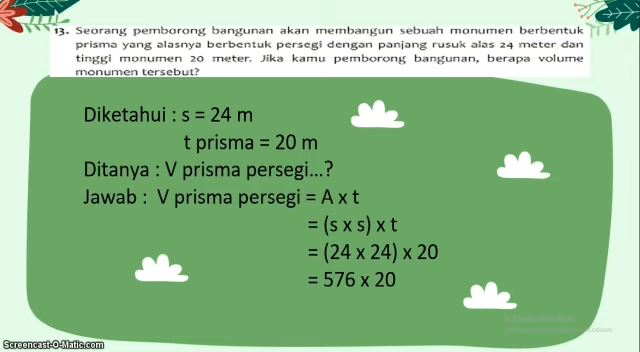 13. Seorang pemborong bangunan akan membangun sebuah monumen berbentuk
prisma yang alasnya berbentuk persegi dengan panjang rusuk alas 24 meter dan
tinggi monumen 20 meter. Jika kamu pemborong bangunan, berapa volume
monumen tersebut?
Diketahui : s = 24 m
t prisma = 20 m
Ditanya : V prisma persegi...?
Jawab : V prisma persegi = A x t
= (s x s) x t
= (24 x 24) x 20
= 576 x 20
Screencast-O-Matic.com